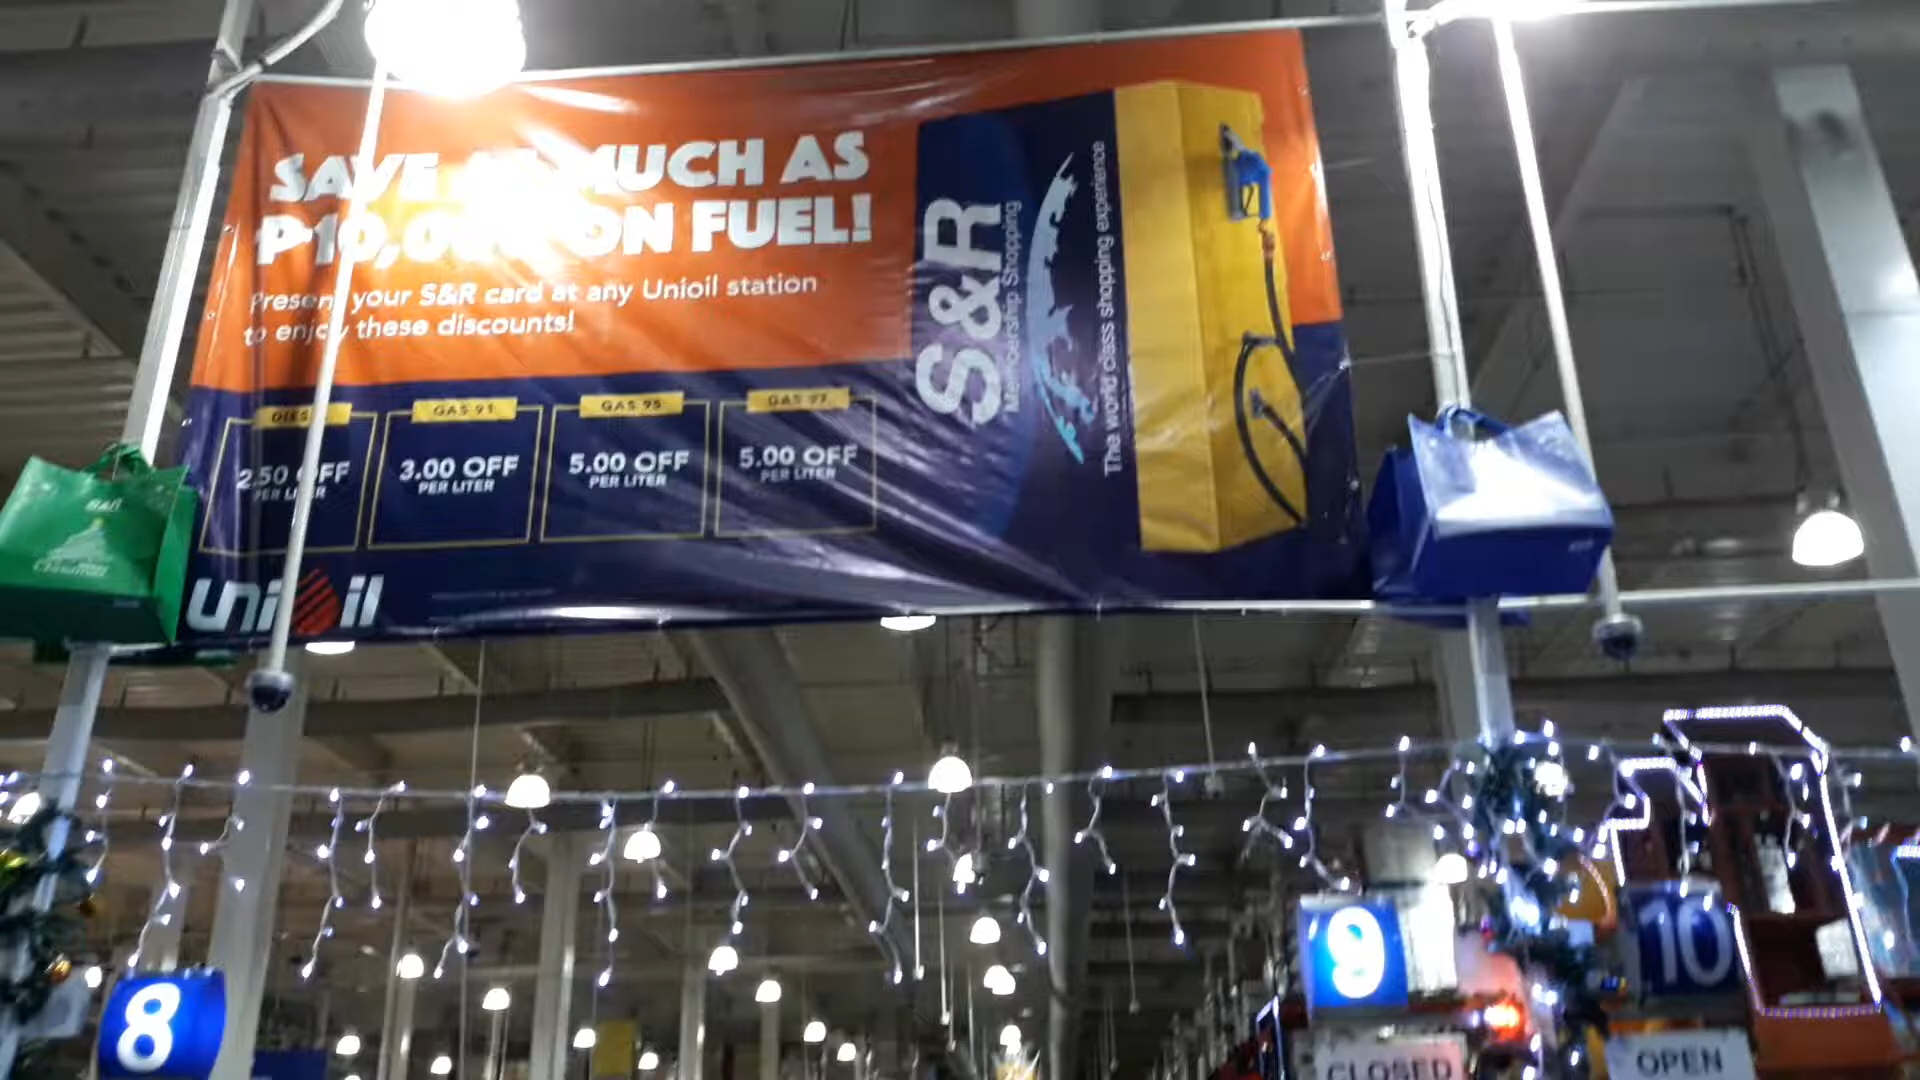 SAVE AS MUCH AS
ON FUEL!
Present your S&R card at any Unioil station
to enjoy these discounts!
DIESEL
2.50 OFF
PER LITER
GAS 91
3.00 OFF
PER LITER
GAS 95
5.00 OFF
PER LITER
GAS 97
5.00 OFF
PER LITER
unioil
S&R
Membership Shopping
The world class shopping experience
S&R
Christmas
8
9
10
CLOSED
OPEN